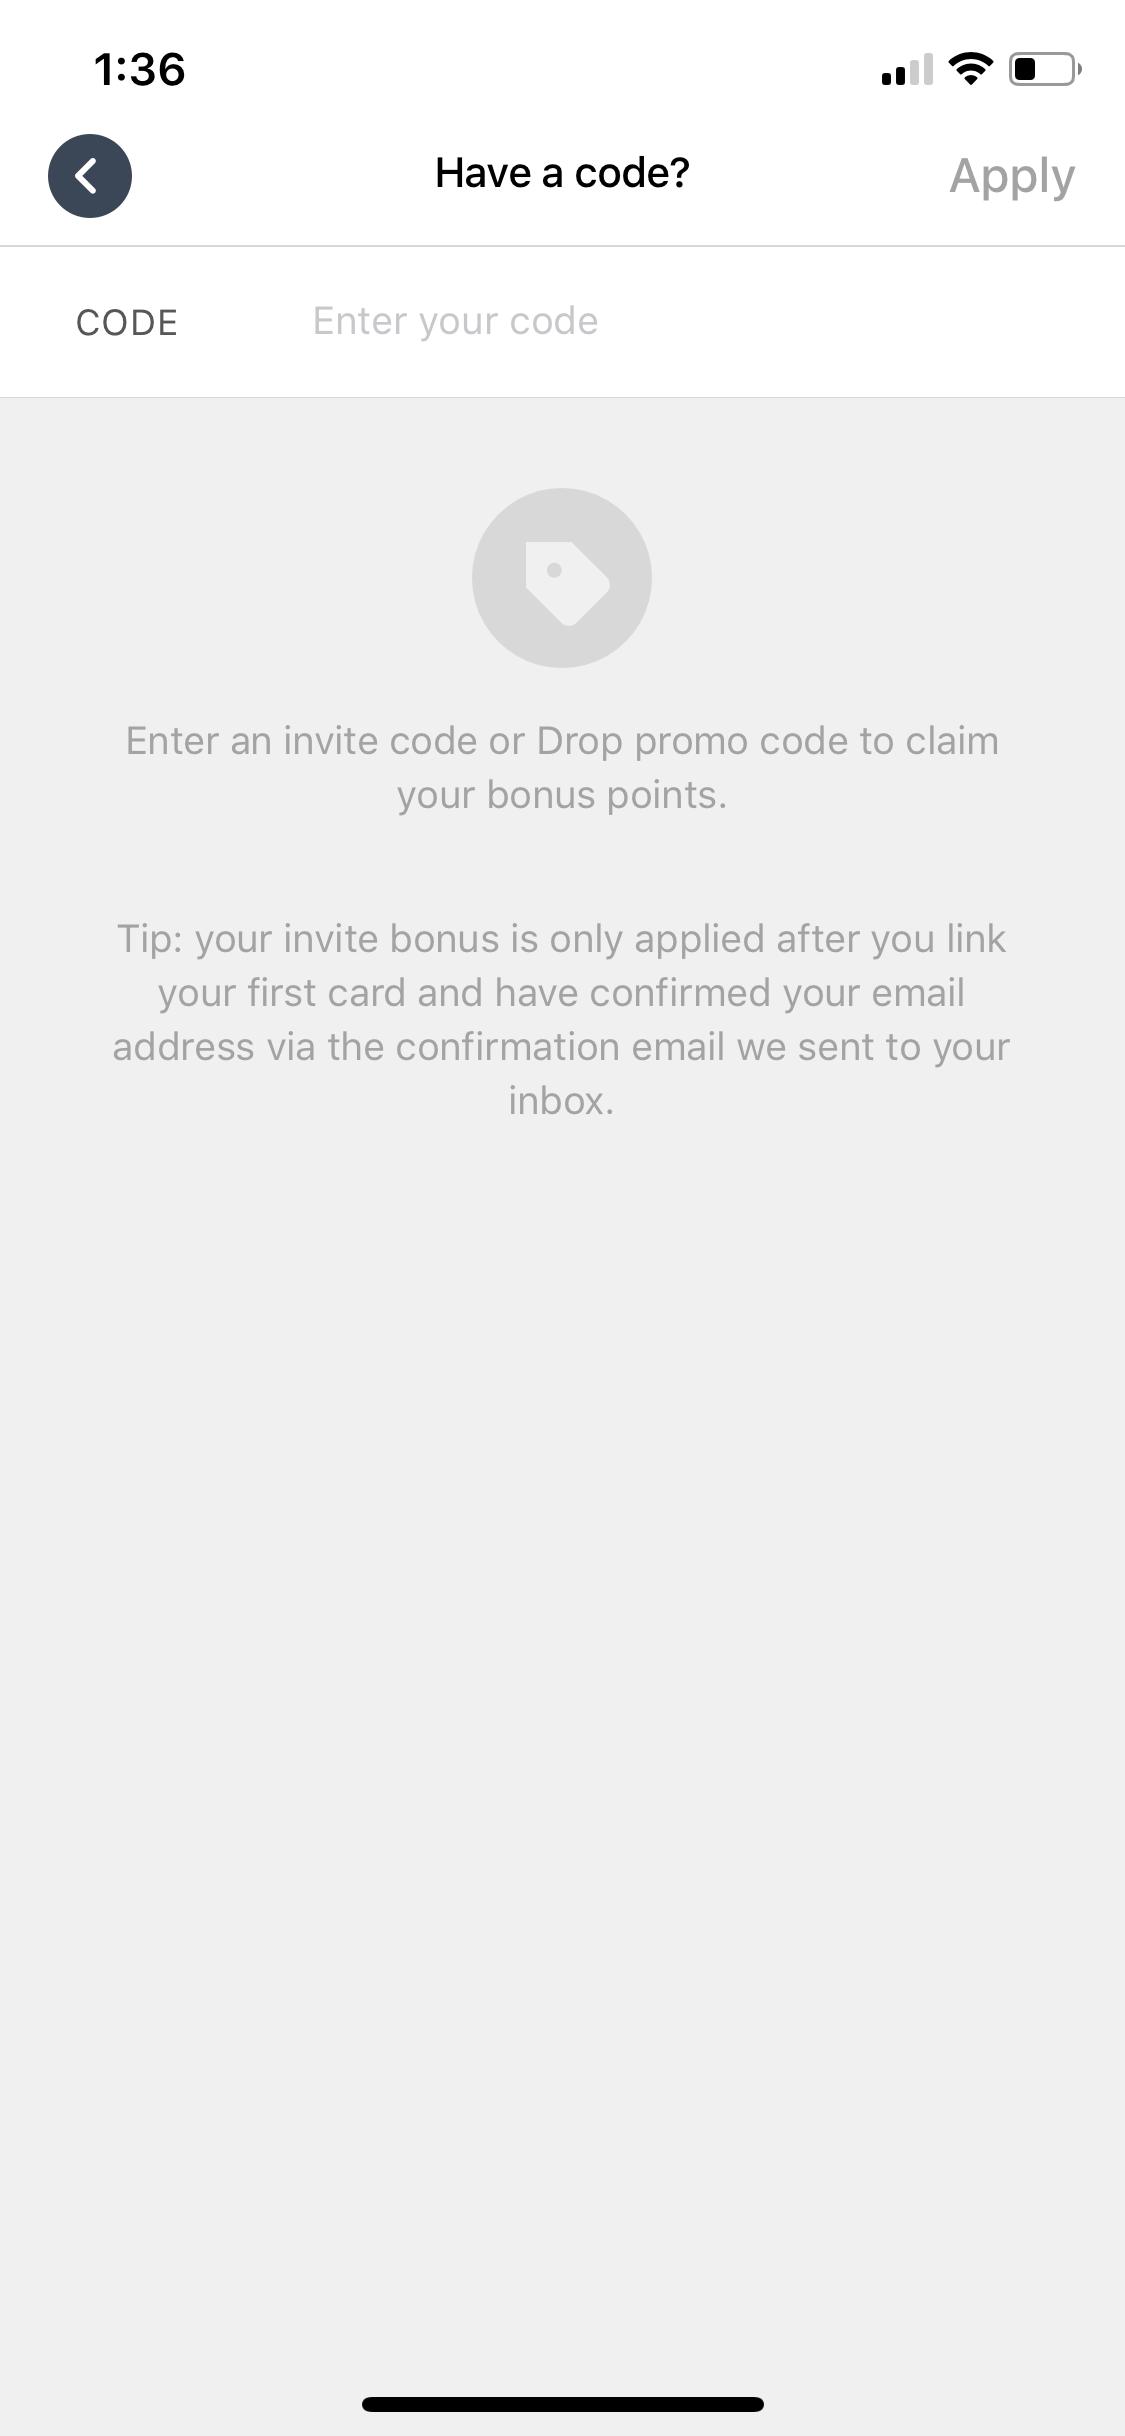 1:36
Have a code?
Apply
CODE
Enter your code
Enter an invite code or Drop promo code to claim
your bonus points.
Tip: your invite bonus is only applied after you link
your first card and have confirmed your email
address via the confirmation email we sent to your
inbox.